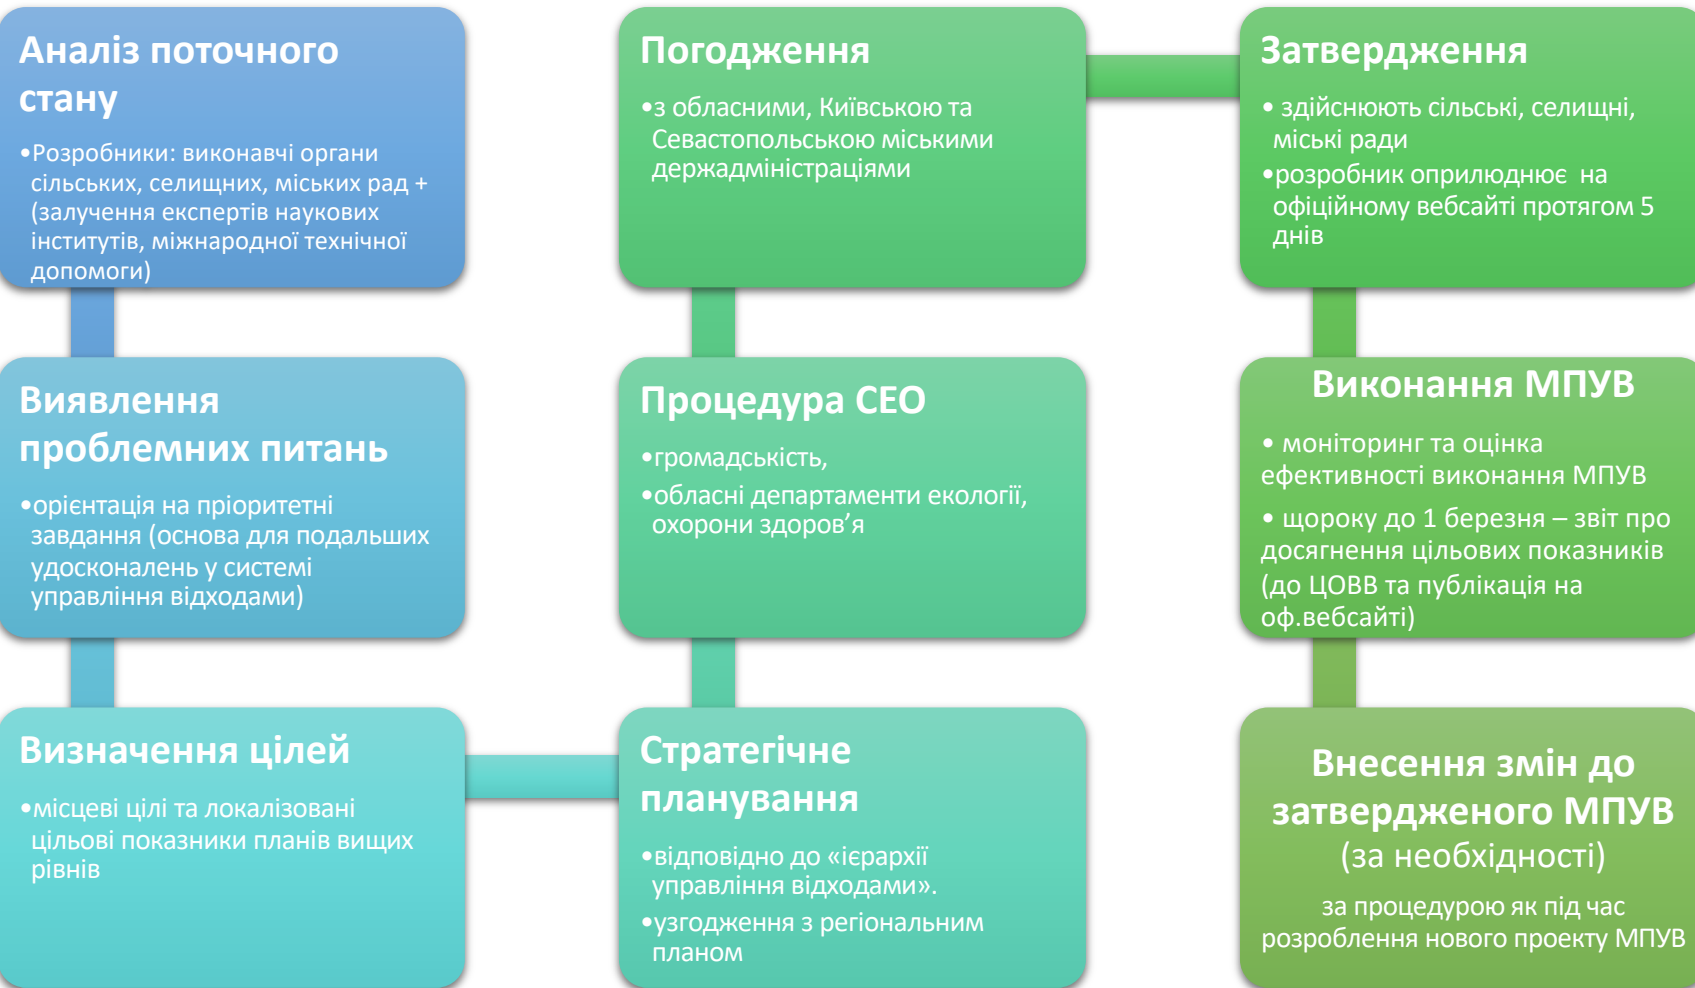 Аналіз поточного
стану
•Розробники: виконавчі органи
сільських, селищних, міських рад +
(залучення експертів наукових
інститутів, міжнародної технічної
допомоги)
Виявлення
проблемних питань
•орієнтація на пріоритетні
завдання (основа для подальших
удосконалень у системі
управління відходами)
Визначення цілей
•місцеві цілі та локалізовані
цільові показники планів вищих
рівнів
Стратегічне
планування
•відповідно до «ієрархії
управління відходами».
•узгодження з регіональним
планом
Процедура СЕО
•громадськість,
•обласні департаменти екології,
охорони здоров’я
Погодження
•з обласними, Київською та
Севастопольською міськими
держадміністраціями
Затвердження
• здійснюють сільські, селищні,
міські ради
•розробник оприлюднює на
офіційному вебсайті протягом 5
днів
Виконання МПУВ
• моніторинг та оцінка
ефективності виконання МПУВ
• щороку до 1 березня – звіт про
досягнення цільових показників
(до ЦОВВ та публікація на
оф.вебсайті)
Внесення змін до
затвердженого МПУВ
(за необхідності)
за процедурою як під час
розроблення нового проекту МПУВ